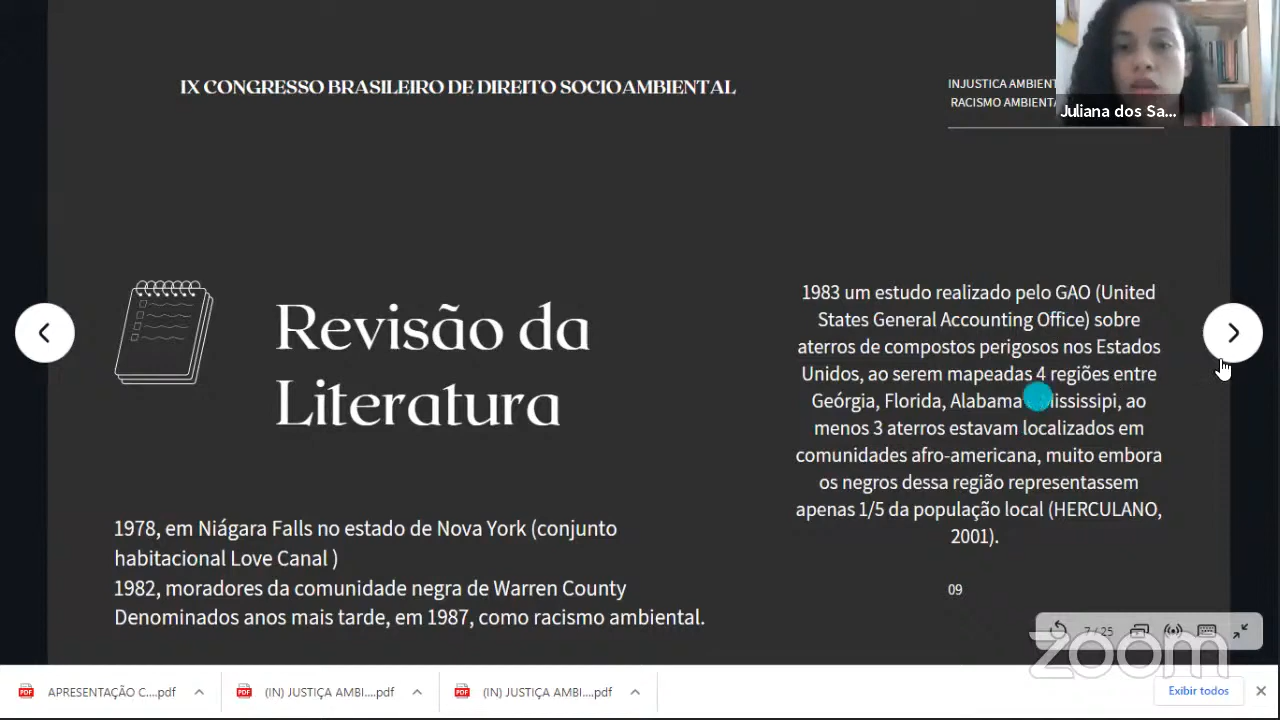 IX CONGRESSO BRASILEIRO DE DIREITO SOCIOAMBIENTAL
INJUSTICA AMBIENT
RACISMO AMBIENTA
Juliana dos Sa...
Revisão da
Literatura
1978, em Niágara Falls no estado de Nova York (conjunto
habitacional Love Canal )
1982, moradores da comunidade negra de Warren County
Denominados anos mais tarde, em 1987, como racismo ambiental.
1983 um estudo realizado pelo GAO (United
States General Accounting Office) sobre
aterros de compostos perigosos nos Estados
Unidos, ao serem mapeadas 4 regiões entre
Geórgia, Florida, Alabama Mississipi, ao
menos 3 aterros estavam localizados em
comunidades afro-americana, muito embora
os negros dessa região representassem
apenas 1/5 da população local (HERCULANO,
2001).
09
7 / 25
zoom
APRESENTAÇÃO C....pdf
(IN) JUSTIÇA AMBI....pdf
(IN) JUSTIÇA AMBI....pdf
Exibir todos